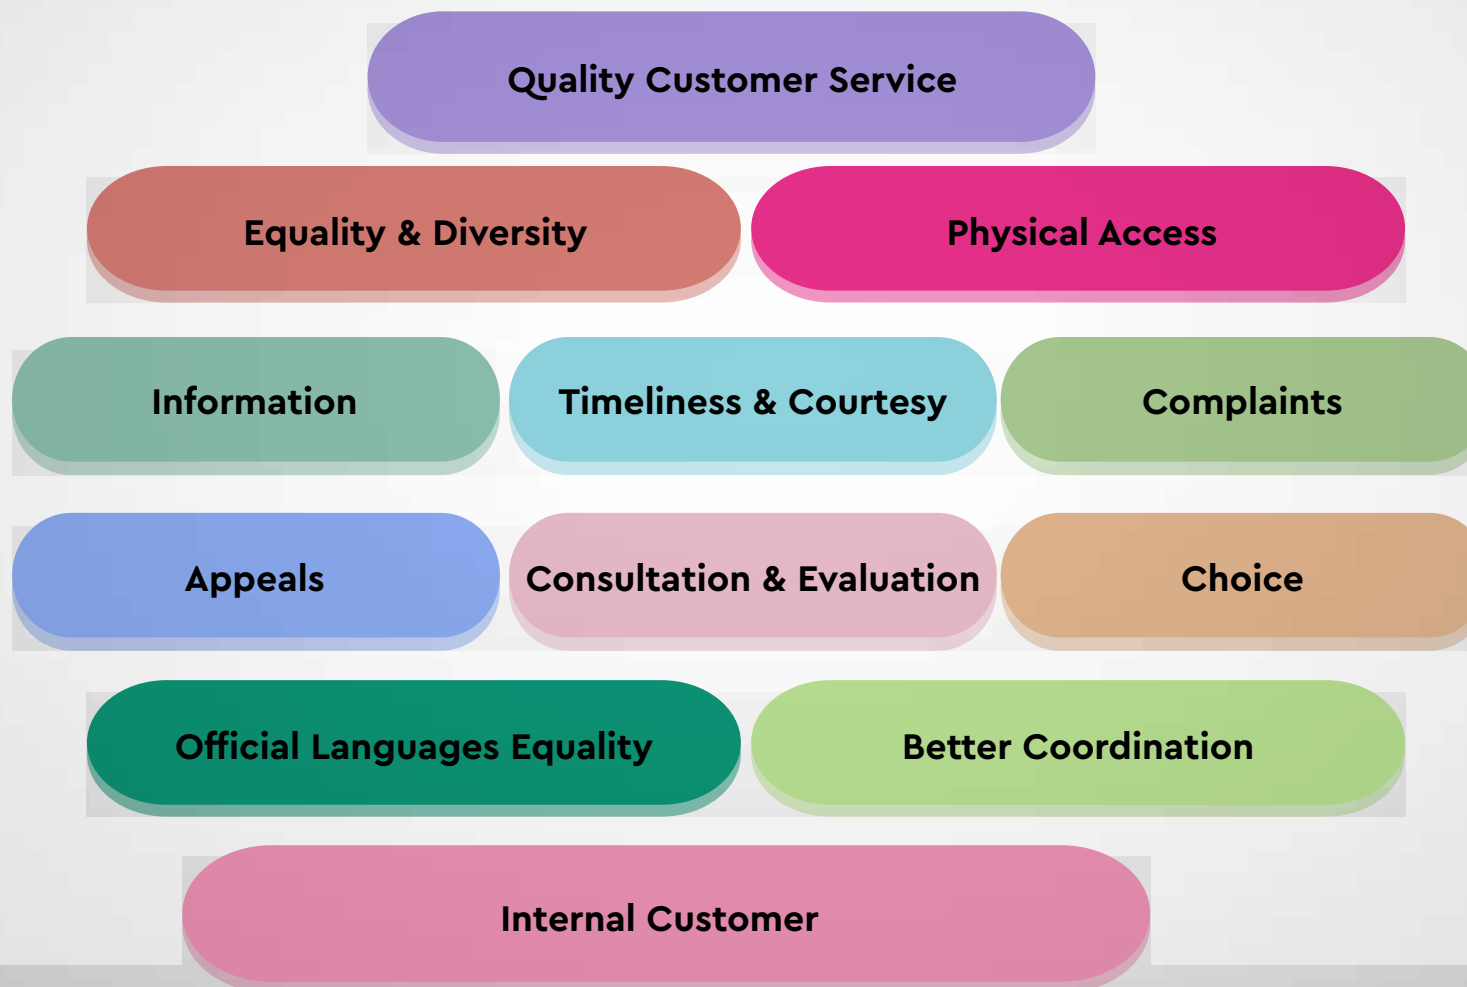 Quality Customer Service
Equality & Diversity
Physical Access
Information
Timeliness & Courtesy
Complaints
Appeals
Consultation & Evaluation
Choice
Official Languages Equality
Better Coordination
Internal Customer